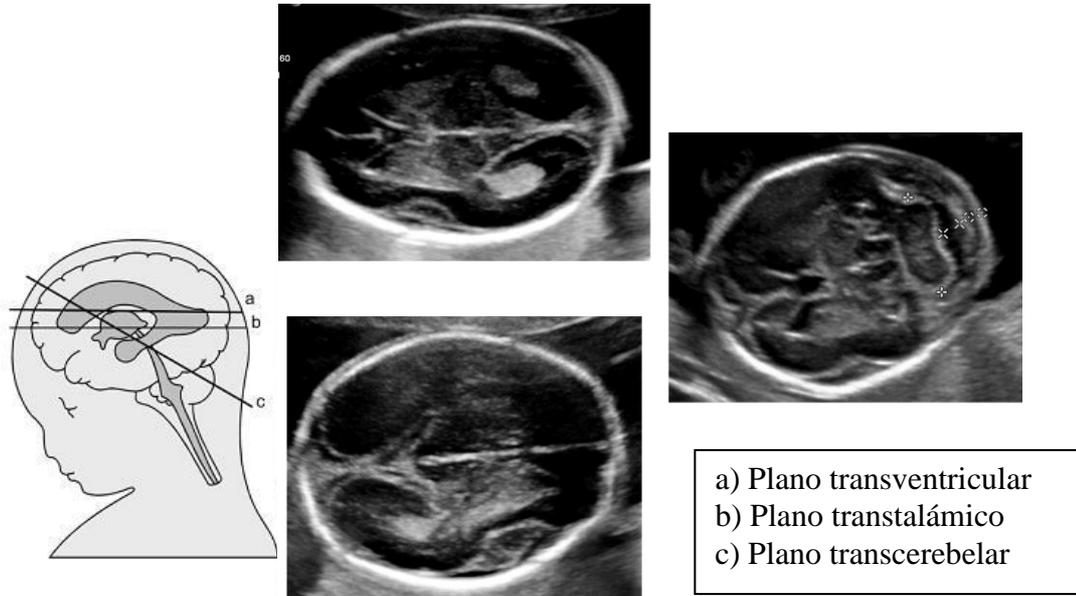 60
a
b
c
a) Plano transventricular
b) Plano transtalámico
c) Plano transcerebelar